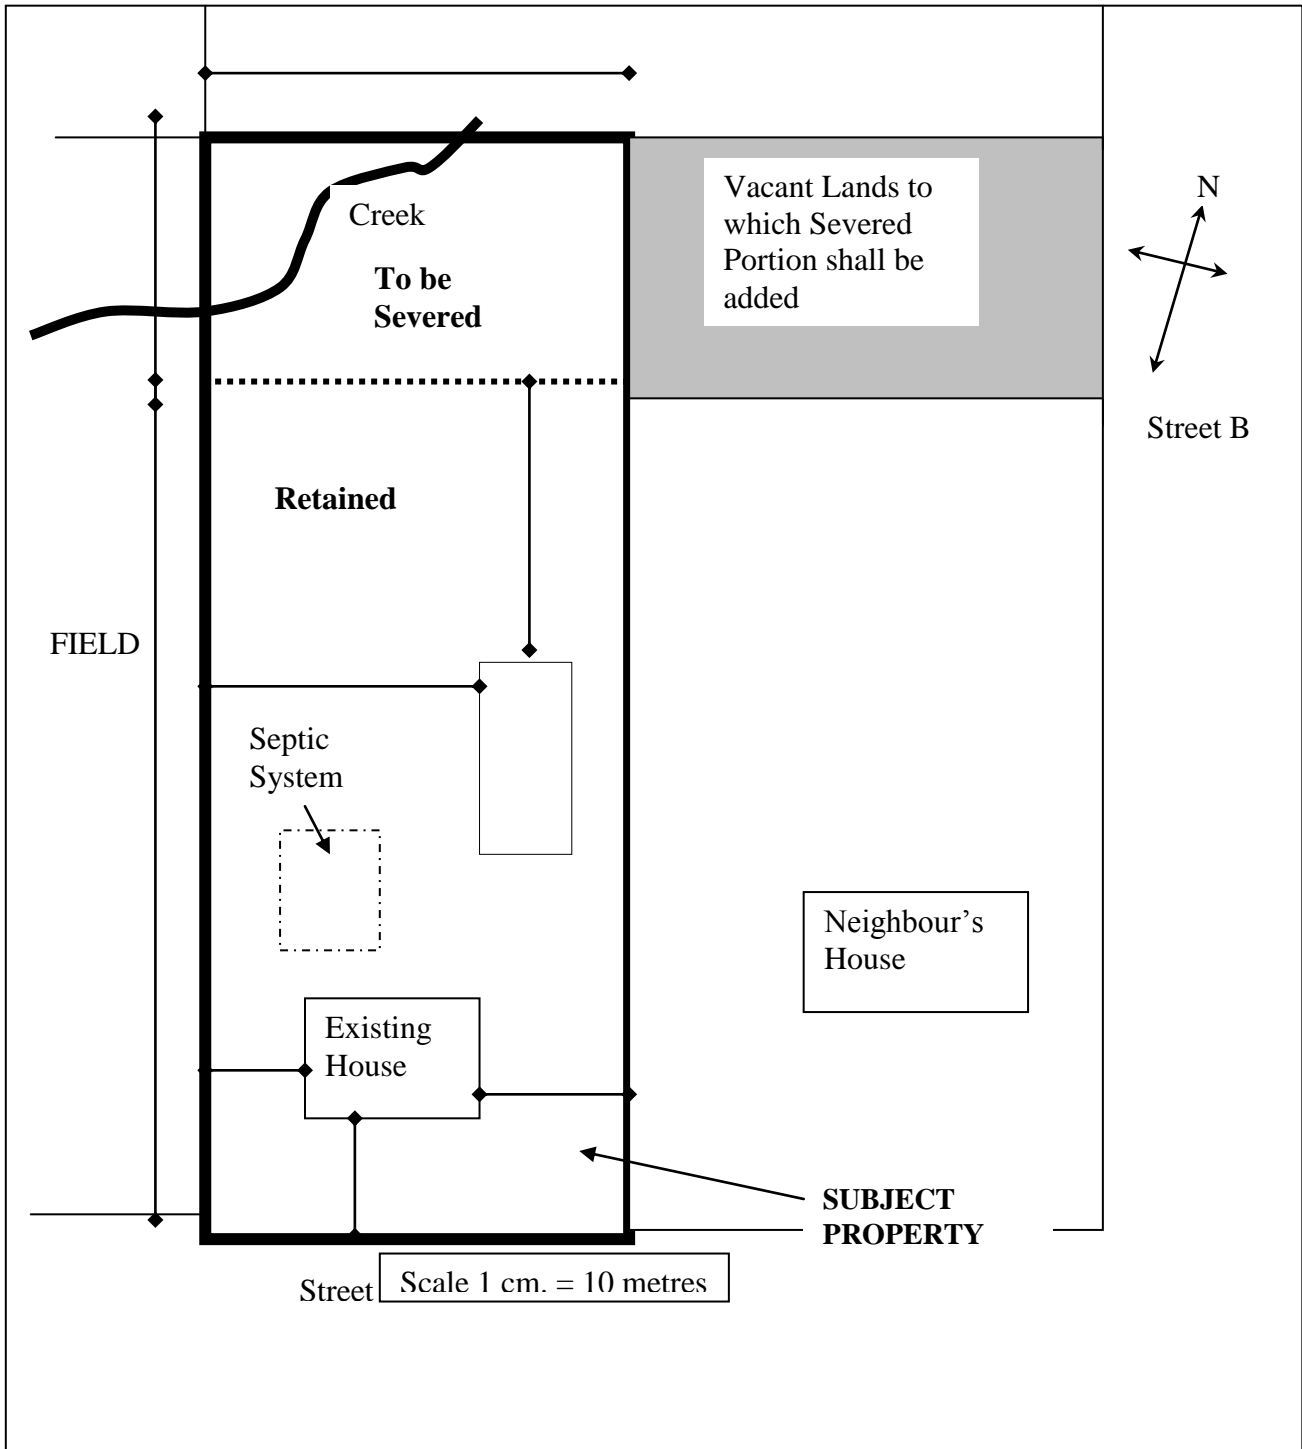 Vacant Lands to
which Severed
Portion shall be
added
N
Creek
To be
Severed
Street B
Retained
FIELD
Septic
System
Neighbour’s
House
Existing
House
SUBJECT
PROPERTY
Street
Scale 1 cm. = 10 metres